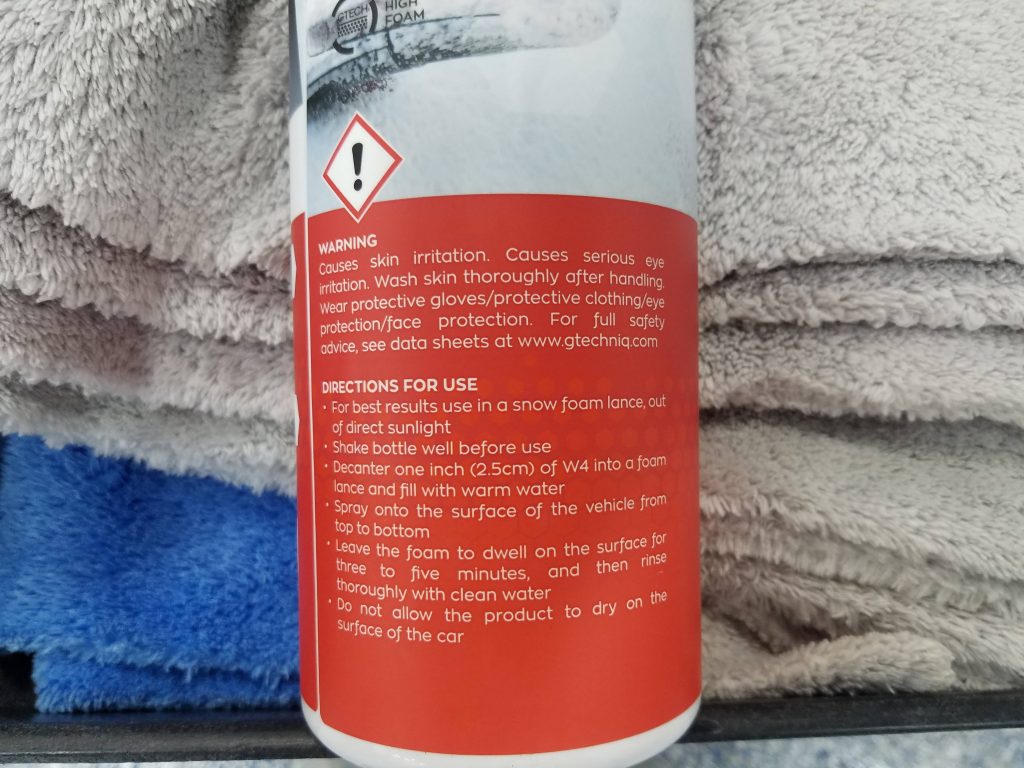 GTECH
HIGH
FOAM
!
WARNING
Causes skin irritation. Causes serious eye
irritation. Wash skin thoroughly after handling.
Wear protective gloves/protective clothing/eye
protection/face protection. For full safety
advice, see data sheets at www.gtechniq.com
DIRECTIONS FOR USE
• For best results use in a snow foam lance, out
of direct sunlight
• Shake bottle well before use
• Decanter one inch (2.5cm) of W4 into a foam
lance and fill with warm water
• Spray onto the surface of the vehicle from
top to bottom
• Leave the foam to dwell on the surface for
three to five minutes, and then rinse
thoroughly with clean water
• Do not allow the product to dry on the
surface of the car